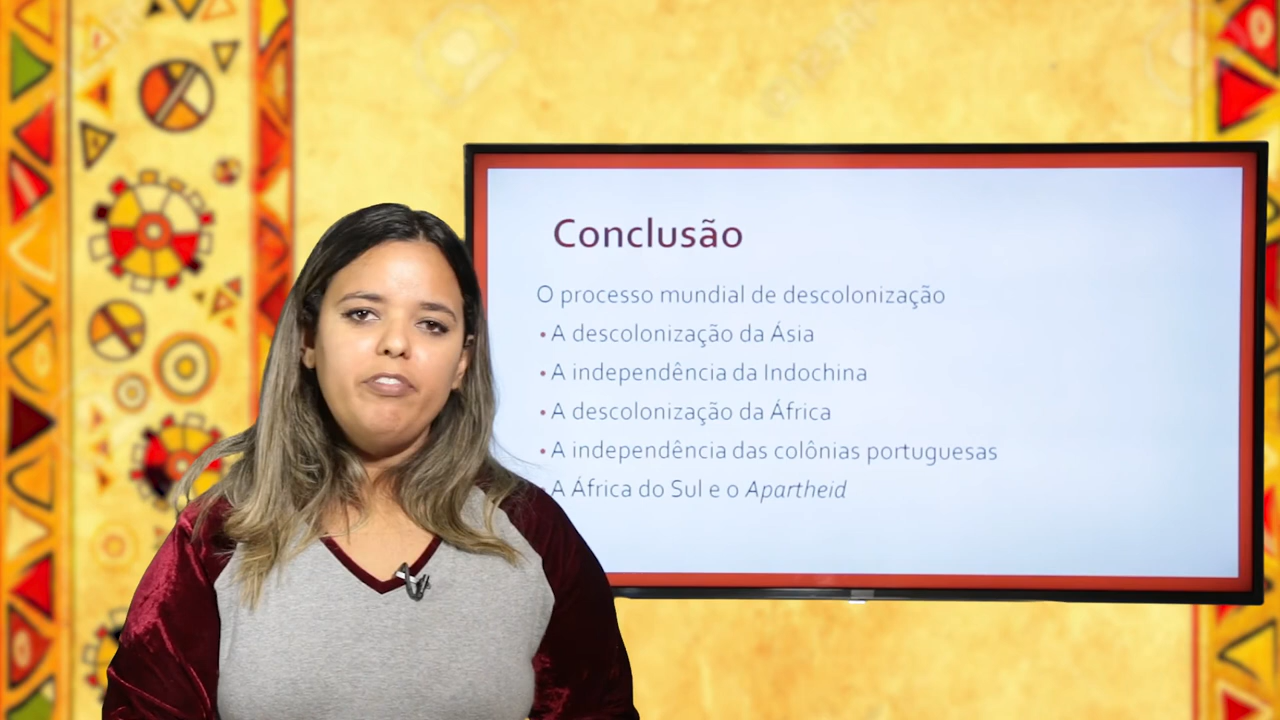 Conclusão
O processo mundial de descolonização
• A descolonização da Ásia
• A independência da Indochina
• A descolonização da África
• A independência das colônias portuguesas
• A África do Sul e o Apartheid